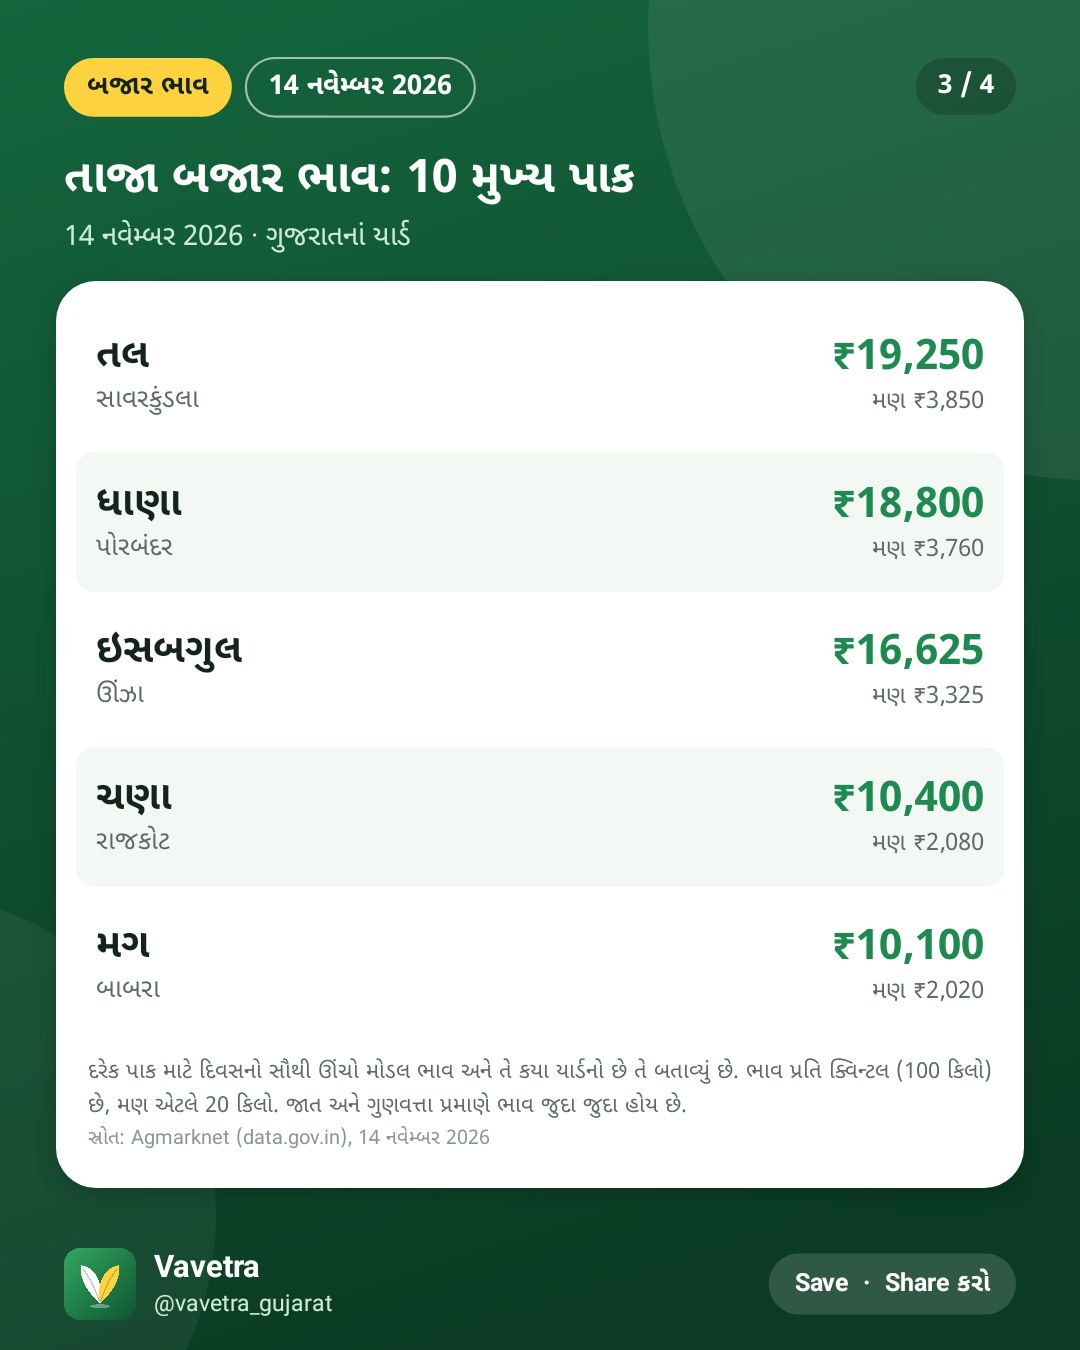 બજાર ભાવ
14 નવેમ્બર 2026
3 / 4
તાજા બજાર ભાવ: 10 મુખ્ય પાક
14 નવેમ્બર 2026 · ગુજરાતનાં યાર્ડ
તલ
₹19,250
સાવરકુંડલા
મણ ₹3,850
ધાણા
₹18,800
પોરબંદર
મણ ₹3,760
ઇસબગુલ
₹16,625
ઊંઝા
મણ ₹3,325
ચણા
₹10,400
રાજકોટ
મણ ₹2,080
મગ
₹10,100
બાબરા
મણ ₹2,020
દરેક પાક માટે દિવસનો સૌથી ઊંચો મોડલ ભાવ અને તે કયા યાર્ડનો છે તે બતાવ્યું છે. ભાવ પ્રતિ ક્વિન્ટલ (100 કિલો)
છે, મણ એટલે 20 કિલો. જાત અને ગુણવત્તા પ્રમાણે ભાવ જુદા જુદા હોય છે.
સ્રોત: Agmarknet (data.gov.in), 14 નવેમ્બર 2026
Vavetra
@vavetra_gujarat
Save · Share કરો